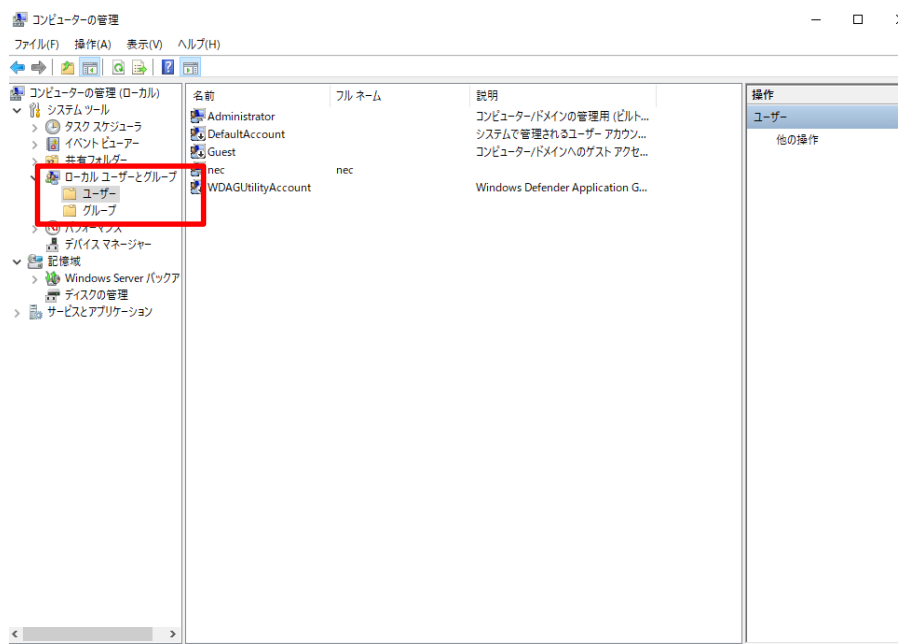 コンピューターの管理
ファイル(F) 操作(A) 表示(V) ヘルプ(H)
コンピューターの管理 (ローカル)
システム ツール
タスク スケジューラ
イベント ビューアー
共有フォルダー
ローカル ユーザーとグループ
ユーザー
グループ
パフォーマンス
デバイス マネージャー
記憶域
Windows Server バックア
ディスクの管理
サービスとアプリケーション
名前 フル ネーム 説明
Administrator コンピューター/ドメインの管理用 (ビルト...
DefaultAccount システムで管理されるユーザー アカウン...
Guest コンピューター/ドメインへのゲスト アクセ...
nec nec
WDAGUtilityAccount Windows Defender Application G...
操作
ユーザー
他の操作